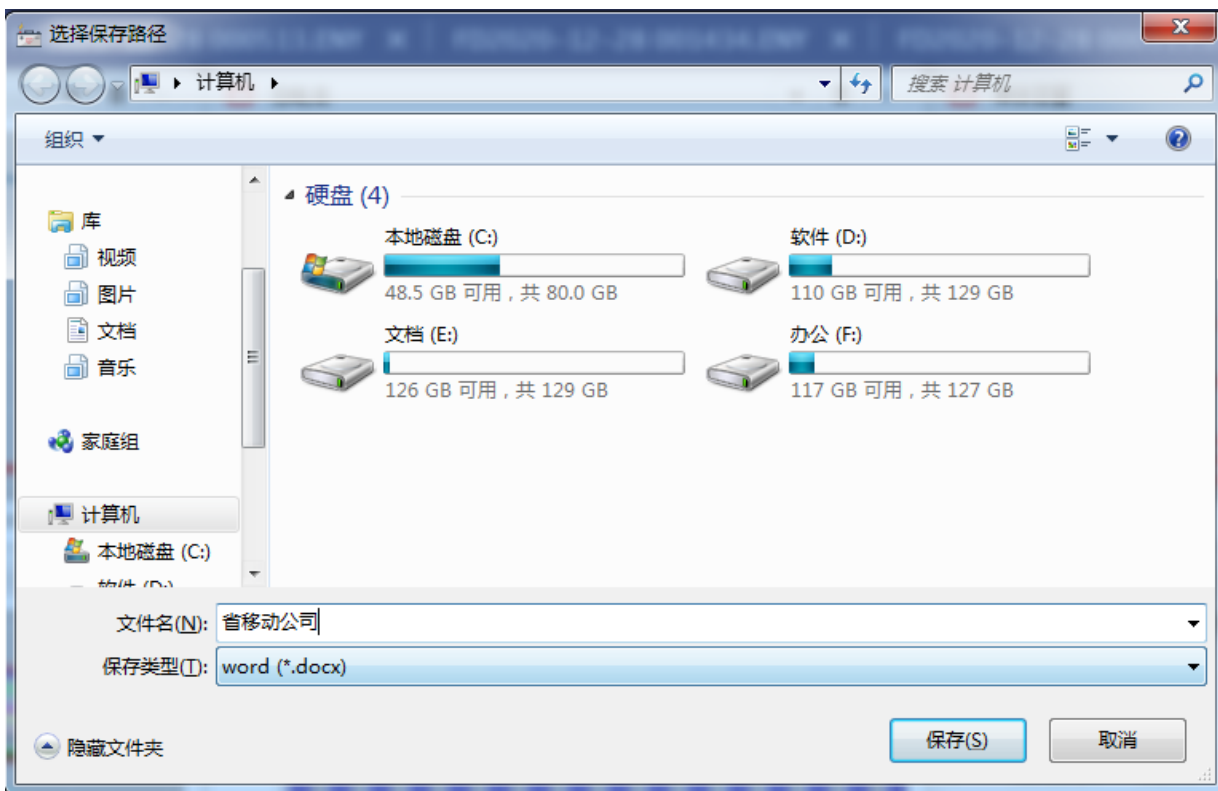 选择保存路径
计算机
搜索 计算机
组织
库
视频
图片
文档
音乐
家庭组
计算机
本地磁盘 (C:)
软件 (D:)
硬盘 (4)
本地磁盘 (C:)
48.5 GB 可用，共 80.0 GB
软件 (D:)
110 GB 可用，共 129 GB
文档 (E:)
126 GB 可用，共 129 GB
办公 (F:)
117 GB 可用，共 127 GB
文件名(N): 省移动公司
保存类型(T): word (*.docx)
隐藏文件夹
保存(S)
取消